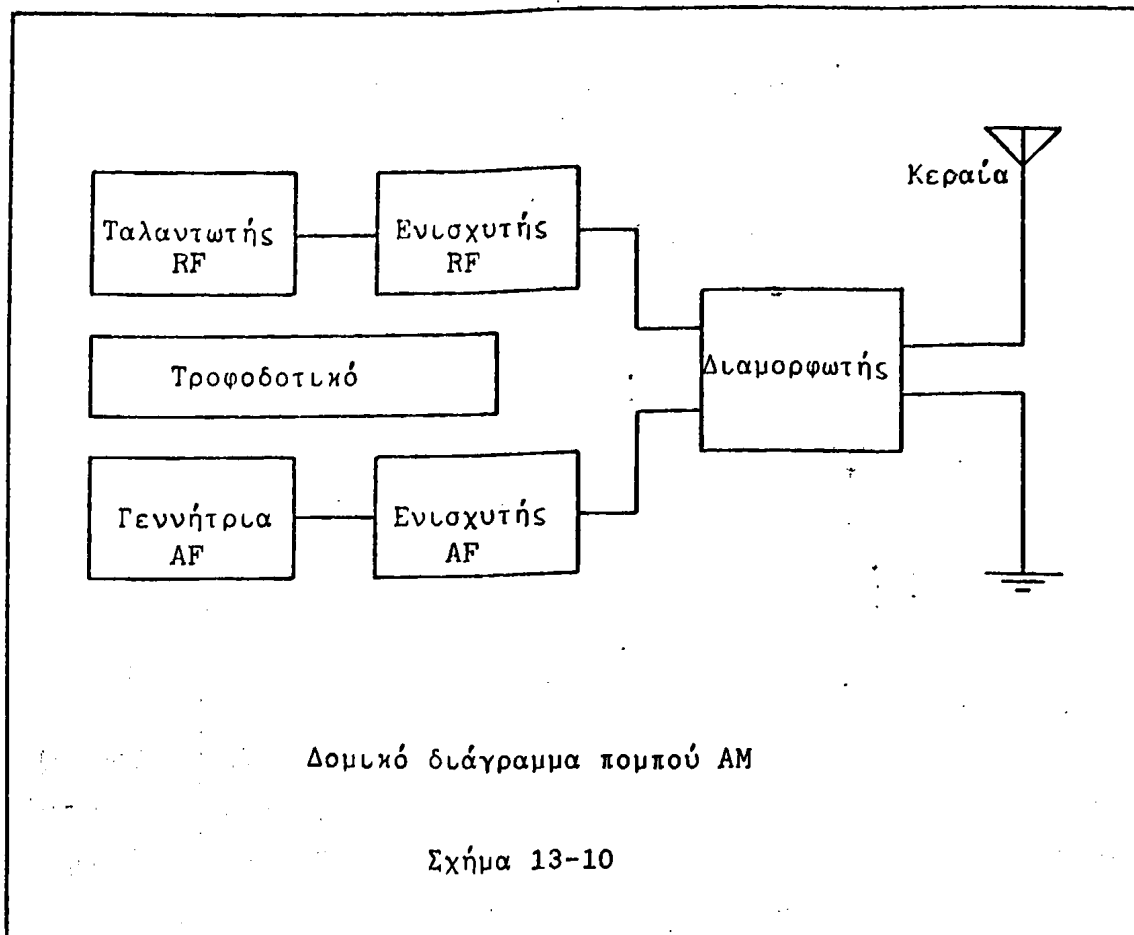 Κεραία
Ταλαντωτής
RF
Ενισχυτής
RF
Τροφοδοτικό
Διαμορφωτής
Γεννήτρια
AF
Ενισχυτής
AF
Δομικό διάγραμμα πομπού AM
Σχήμα 13-10